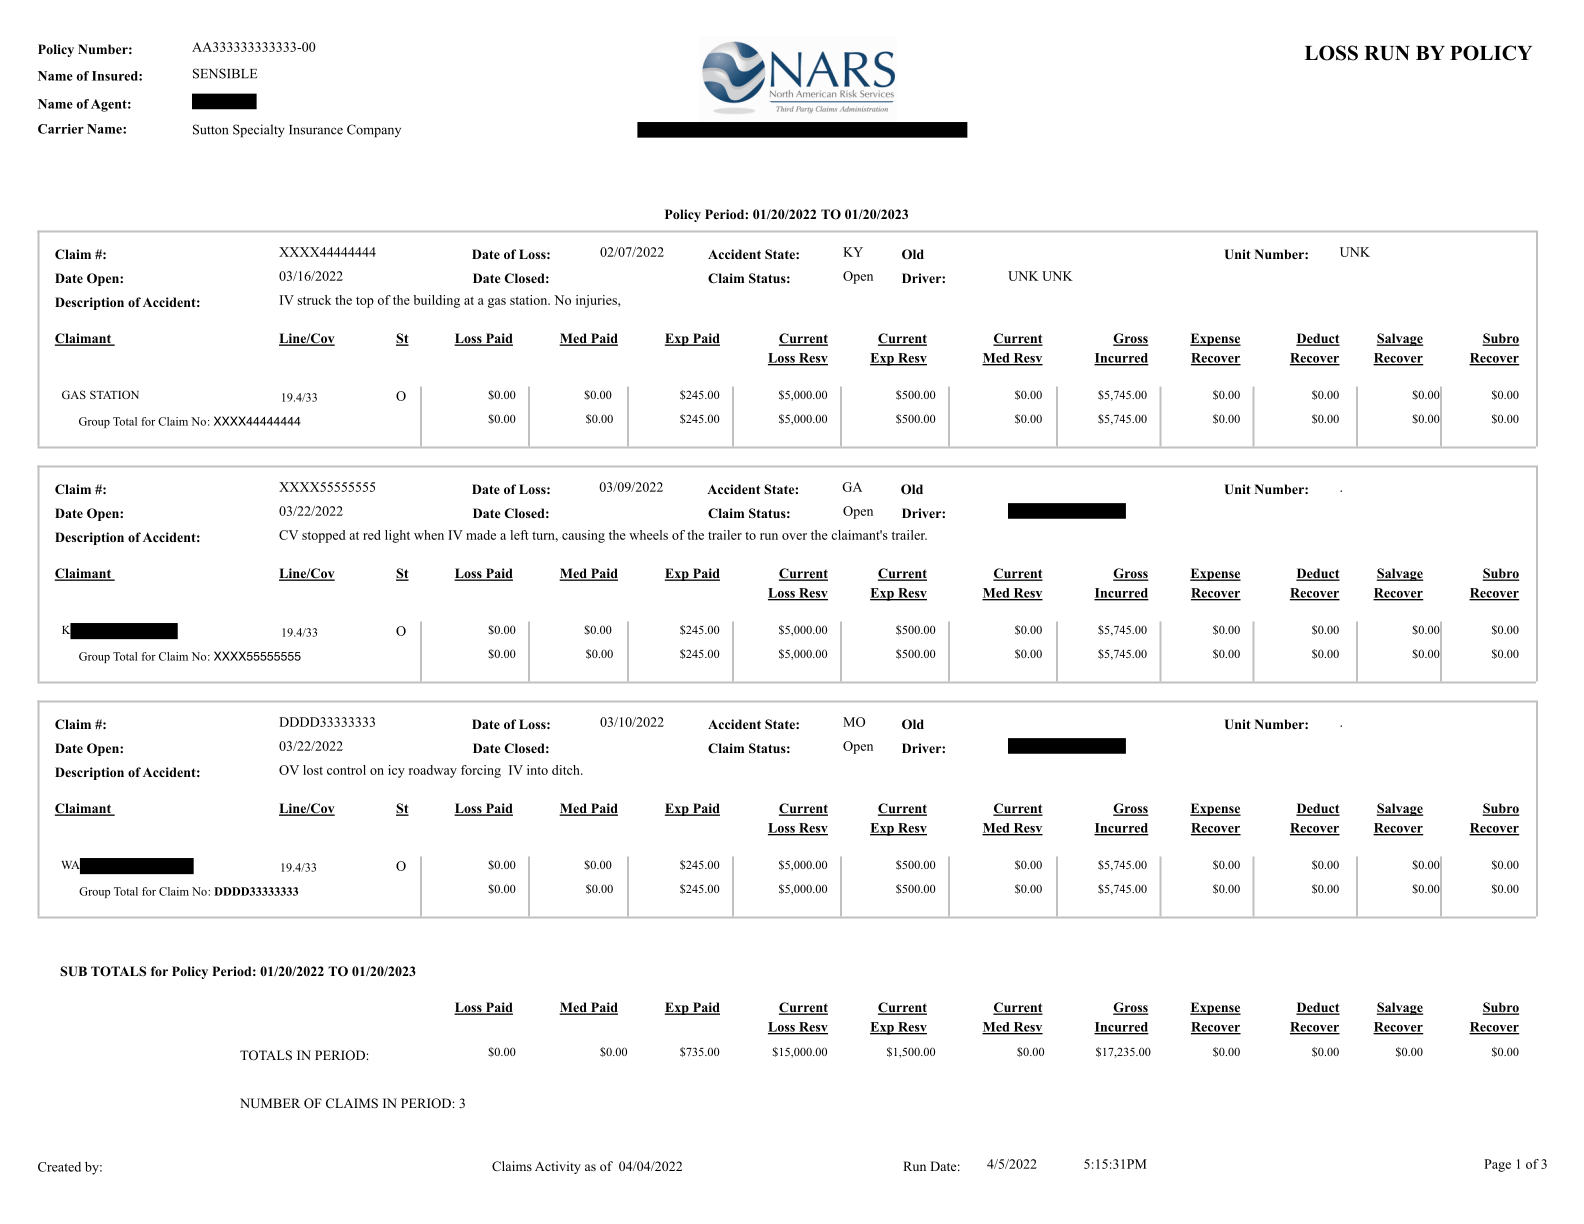 Policy Number: AA333333333333-00
Name of Insured: SENSIBLE
Name of Agent:
Carrier Name: Sutton Specialty Insurance Company
NARS
North American Risk Services
Third Party Claims Administration
LOSS RUN BY POLICY
Policy Period: 01/20/2022 TO 01/20/2023
Claim #: XXXX44444444 Date of Loss: 02/07/2022 Accident State: KY Old Unit Number: UNK
Date Open: 03/16/2022 Date Closed: Claim Status: Open Driver: UNK UNK
Description of Accident: IV struck the top of the building at a gas station. No injuries,
Claimant Line/Cov St Loss Paid Med Paid Exp Paid Current Current Current Gross Expense Deduct Salvage Subro
Loss Resv Exp Resv Med Resv Incurred Recover Recover Recover Recover
GAS STATION 19.4/33 O $0.00 $0.00 $245.00 $5,000.00 $500.00 $0.00 $5,745.00 $0.00 $0.00 $0.00 $0.00
Group Total for Claim No: XXXX44444444 $0.00 $0.00 $245.00 $5,000.00 $500.00 $0.00 $5,745.00 $0.00 $0.00 $0.00 $0.00
Claim #: XXXX55555555 Date of Loss: 03/09/2022 Accident State: GA Old Unit Number: .
Date Open: 03/22/2022 Date Closed: Claim Status: Open Driver:
Description of Accident: CV stopped at red light when IV made a left turn, causing the wheels of the trailer to run over the claimant's trailer.
Claimant Line/Cov St Loss Paid Med Paid Exp Paid Current Current Current Gross Expense Deduct Salvage Subro
Loss Resv Exp Resv Med Resv Incurred Recover Recover Recover Recover
K 19.4/33 O $0.00 $0.00 $245.00 $5,000.00 $500.00 $0.00 $5,745.00 $0.00 $0.00 $0.00 $0.00
Group Total for Claim No: XXXX55555555 $0.00 $0.00 $245.00 $5,000.00 $500.00 $0.00 $5,745.00 $0.00 $0.00 $0.00 $0.00
Claim #: DDDD33333333 Date of Loss: 03/10/2022 Accident State: MO Old Unit Number: .
Date Open: 03/22/2022 Date Closed: Claim Status: Open Driver:
Description of Accident: OV lost control on icy roadway forcing  IV into ditch.
Claimant Line/Cov St Loss Paid Med Paid Exp Paid Current Current Current Gross Expense Deduct Salvage Subro
Loss Resv Exp Resv Med Resv Incurred Recover Recover Recover Recover
WA 19.4/33 O $0.00 $0.00 $245.00 $5,000.00 $500.00 $0.00 $5,745.00 $0.00 $0.00 $0.00 $0.00
Group Total for Claim No: DDDD33333333 $0.00 $0.00 $245.00 $5,000.00 $500.00 $0.00 $5,745.00 $0.00 $0.00 $0.00 $0.00
SUB TOTALS for Policy Period: 01/20/2022 TO 01/20/2023
Loss Paid Med Paid Exp Paid Current Current Current Gross Expense Deduct Salvage Subro
Loss Resv Exp Resv Med Resv Incurred Recover Recover Recover Recover
TOTALS IN PERIOD: $0.00 $0.00 $735.00 $15,000.00 $1,500.00 $0.00 $17,235.00 $0.00 $0.00 $0.00 $0.00
NUMBER OF CLAIMS IN PERIOD: 3
Created by: Claims Activity as of 04/04/2022 Run Date: 4/5/2022 5:15:31PM Page 1 of 3